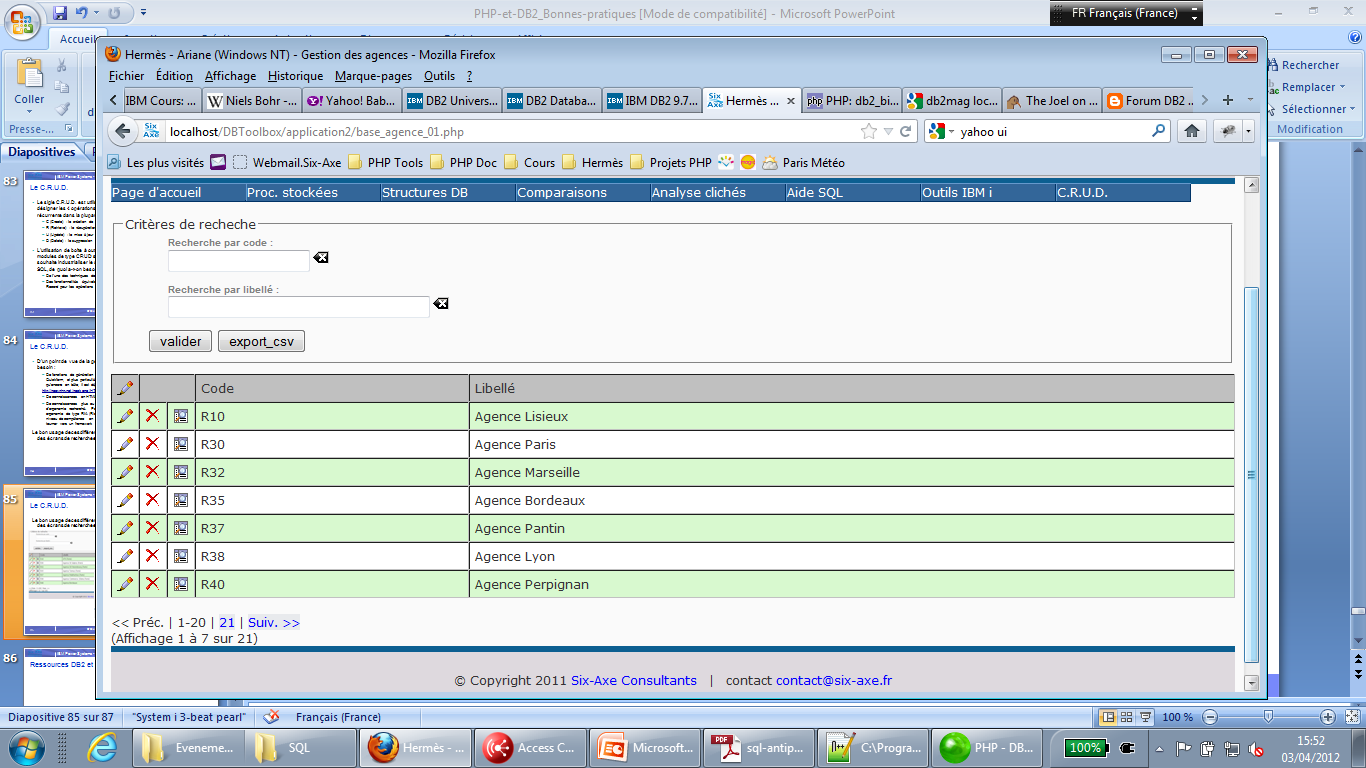 PHP-et-DB2_Bonnes-pratiques [Mode de compatibilité] - Microsoft PowerPoint
FR Français (France)
Accueil
Coller
Presse-...
Rechercher
Remplacer
Sélectionner
Modification
Diapositives
Hermès - Ariane (Windows NT) - Gestion des agences - Mozilla Firefox
Fichier Édition Affichage Historique Marque-pages Outils ?
IBM Cours: ... Niels Bohr -... Yahoo! Bab... DB2 Univers... DB2 Databa... IBM DB2 9.7... Hermès ... PHP: db2_bi... db2mag loc... The Joel on ... Forum DB2 ...
Six Axe localhost/DBToolbox/application2/base_agence_01.php yahoo ui
Les plus visités Webmail.Six-Axe PHP Tools PHP Doc Cours Hermès Projets PHP Paris Météo
Page d'accueil Proc. stockées Structures DB Comparaisons Analyse clichés Aide SQL Outils IBM i C.R.U.D.
Critères de recheche
Recherche par code :
Recherche par libellé :
valider export_csv
Code Libellé
R10 Agence Lisieux
R30 Agence Paris
R32 Agence Marseille
R35 Agence Bordeaux
R37 Agence Pantin
R38 Agence Lyon
R40 Agence Perpignan
<< Préc. | 1-20 | 21 | Suiv. >>
(Affichage 1 à 7 sur 21)
© Copyright 2011 Six-Axe Consultants | contact contact@six-axe.fr
83
Le C.R.U.D.
84
Le C.R.U.D.
85
Le C.R.U.D.
86
Ressources DB2 et
Diapositive 85 sur 87 "System i 3-beat pearl" Français (France) 100 %
Eveneme... SQL Hermès - ... Access C... Microsoft... sql-antip... C:\Progra... PHP - DB... 100% 15:52
03/04/2012